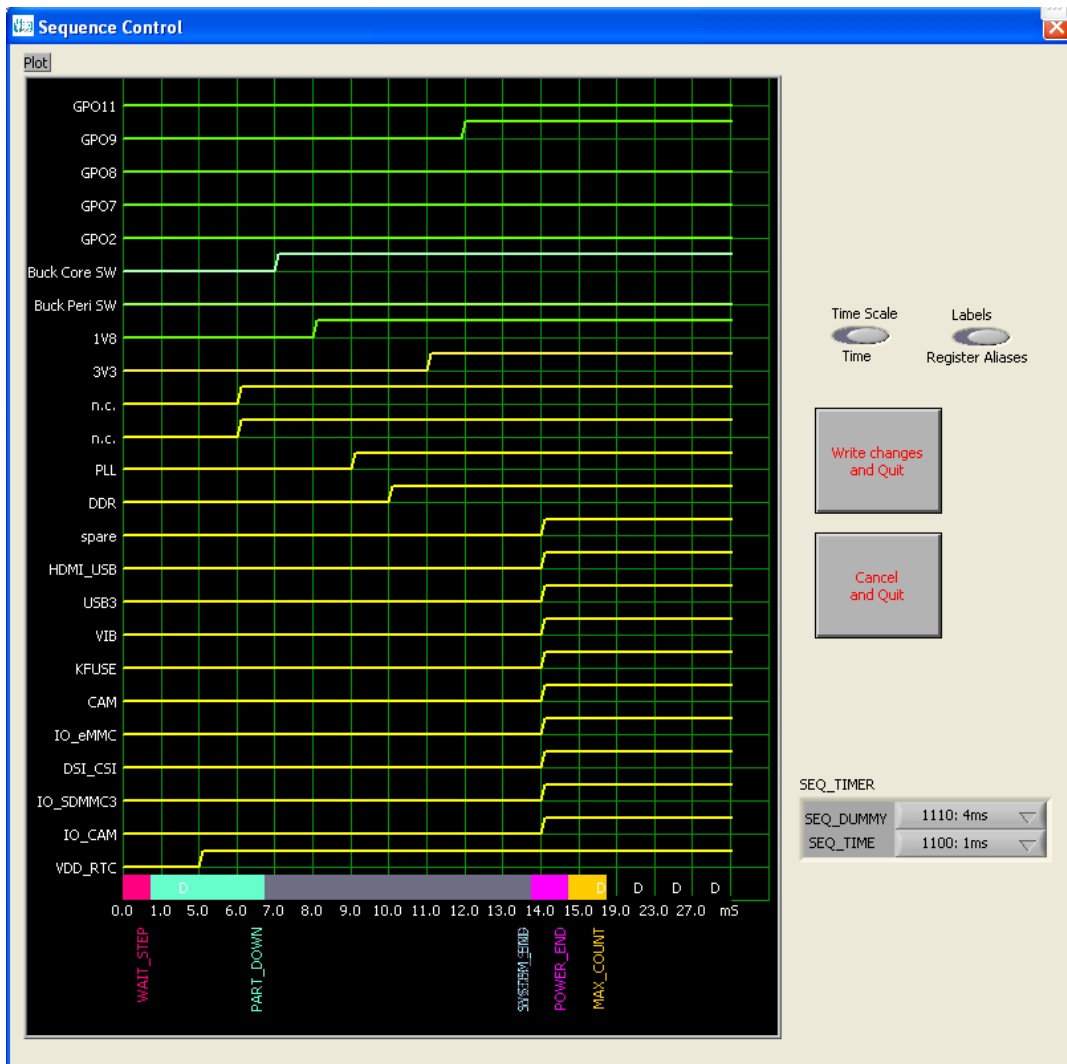 Sequence Control
Plot
GPO11
GPO9
GPO8
GPO7
GPO2
Buck Core SW
Buck Peri SW
1V8
3V3
n.c.
n.c.
PLL
DDR
spare
HDMI_USB
USB3
VIB
KFUSE
CAM
IO_eMMC
DSI_CSI
IO_SDMMC3
IO_CAM
VDD_RTC
D D D D D
0.0 1.0 5.0 6.0 7.0 8.0 9.0 10.0 11.0 12.0 13.0 14.0 15.0 19.0 23.0 27.0 mS
WAIT_STEP
PART_DOWN
POWER_END
MAX_COUNT
Time Scale
Time
Labels
Register Aliases
Write changes
and Quit
Cancel
and Quit
SEQ_TIMER
SEQ_DUMMY 1110: 4ms
SEQ_TIME 1100: 1ms